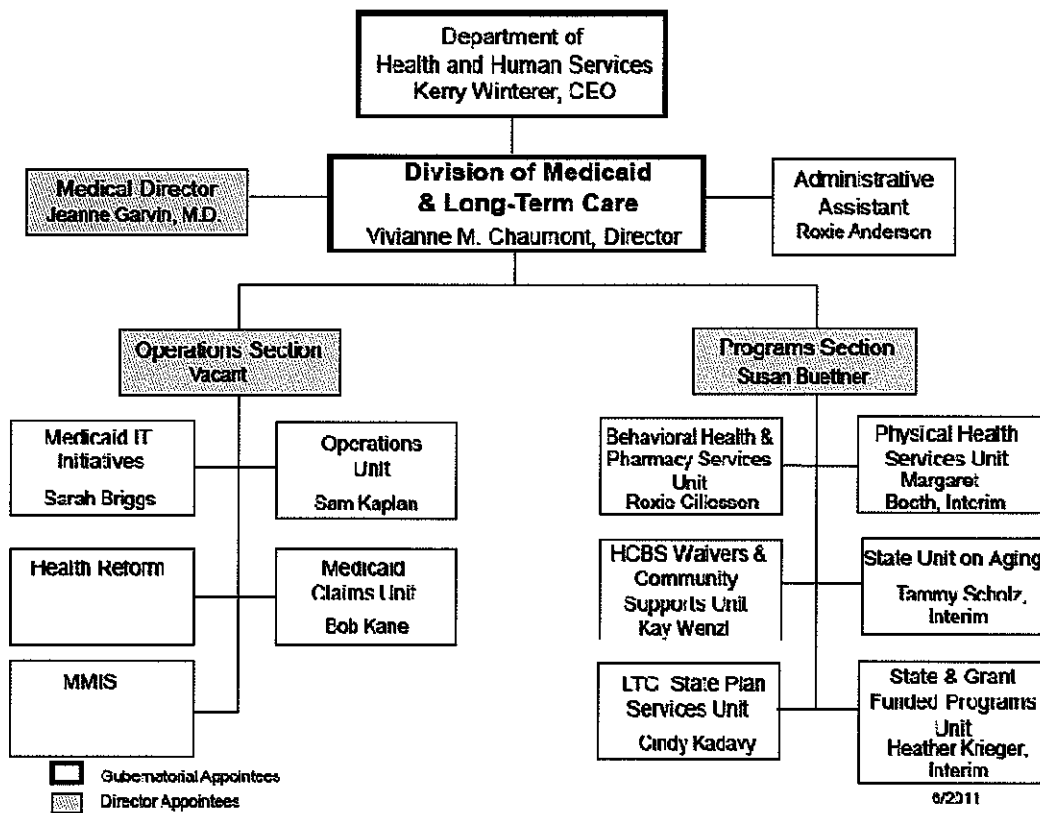 Department of
Health and Human Services
Kerry Winterer, CEO
Medical Director
Jeanne Garvin, M.D.
Division of Medicaid
& Long-Term Care
Vivianne M. Chaumont, Director
Administrative
Assistant
Roxie Anderson
Operations Section
Vacant
Programs Section
Susan Buettner
Medicaid IT
Initiatives
Sarah Briggs
Operations
Unit
Sam Kaplan
Behavioral Health &
Pharmacy Services
Unit
Roxie Cillessen
Physical Health
Services Unit
Margaret
Booth, Interim
Health Reform
Medicaid
Claims Unit
Bob Kane
HCBS Waivers &
Community
Supports Unit
Kay Wenzl
State Unit on Aging
Tammy Scholz,
Interim
MMIS
LTC State Plan
Services Unit
Cindy Kadavy
State & Grant
Funded Programs
Unit
Heather Krieger,
Interim
Gubernatorial Appointees
Director Appointees
6/2011